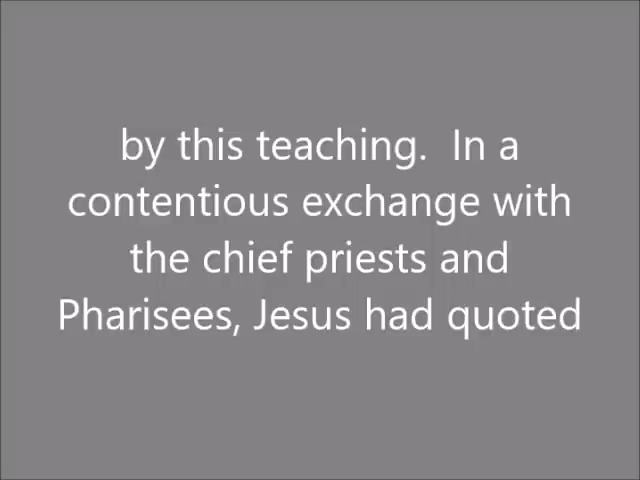 by this teaching.  In a
contentious exchange with
the chief priests and
Pharisees, Jesus had quoted